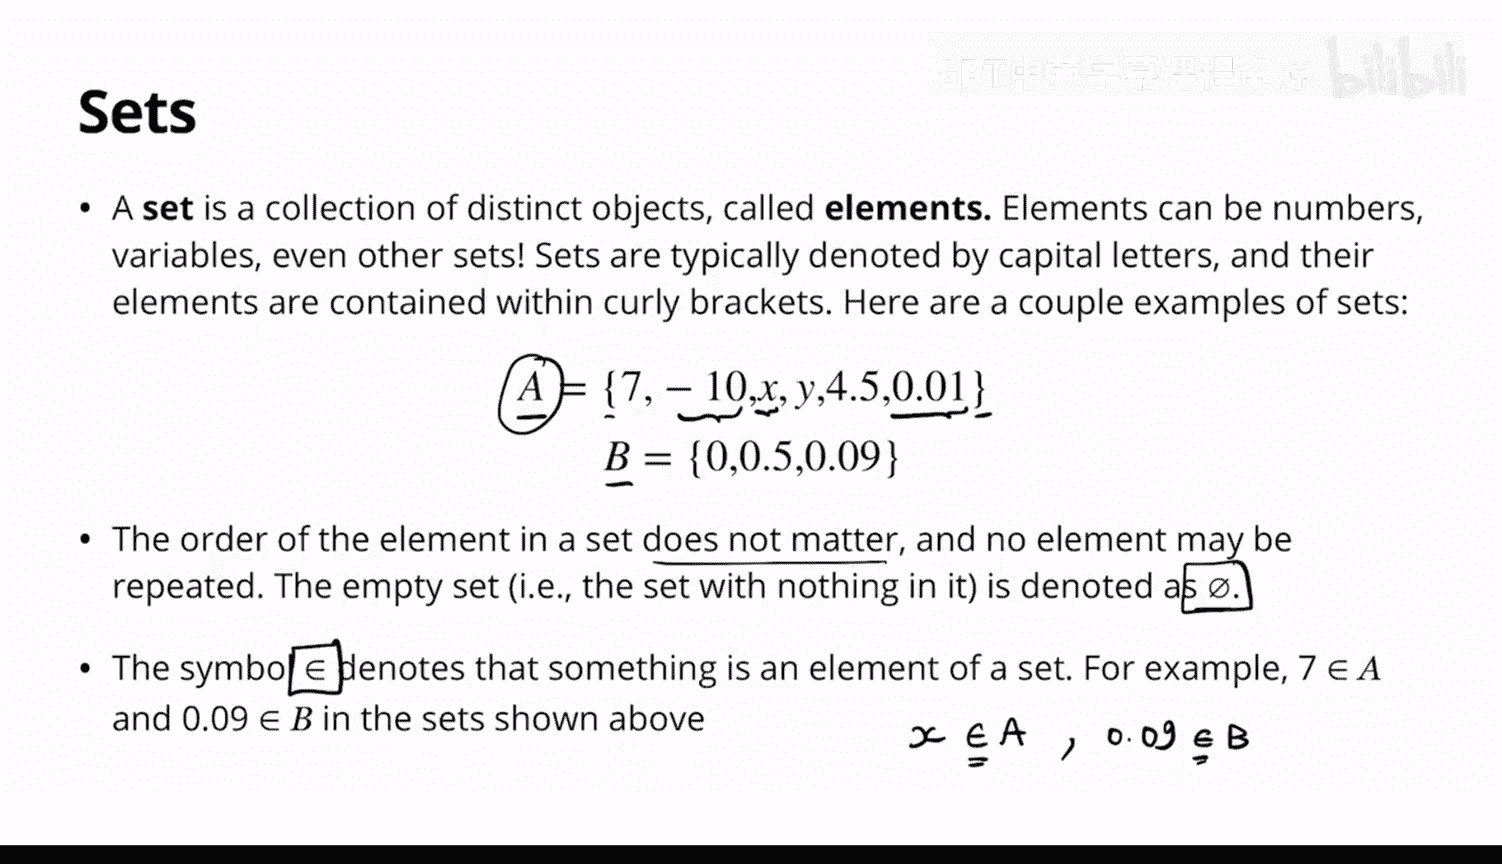 bilibili
Sets
• A set is a collection of distinct objects, called elements. Elements can be numbers,
variables, even other sets! Sets are typically denoted by capital letters, and their
elements are contained within curly brackets. Here are a couple examples of sets:
A = {7, − 10,x, y,4.5,0.01}
B = {0,0.5,0.09}
• The order of the element in a set does not matter, and no element may be
repeated. The empty set (i.e., the set with nothing in it) is denoted as ∅.
• The symbol ∈ denotes that something is an element of a set. For example, 7 ∈ A
and 0.09 ∈ B in the sets shown above
x ∈ A , 0.09 ∈ B